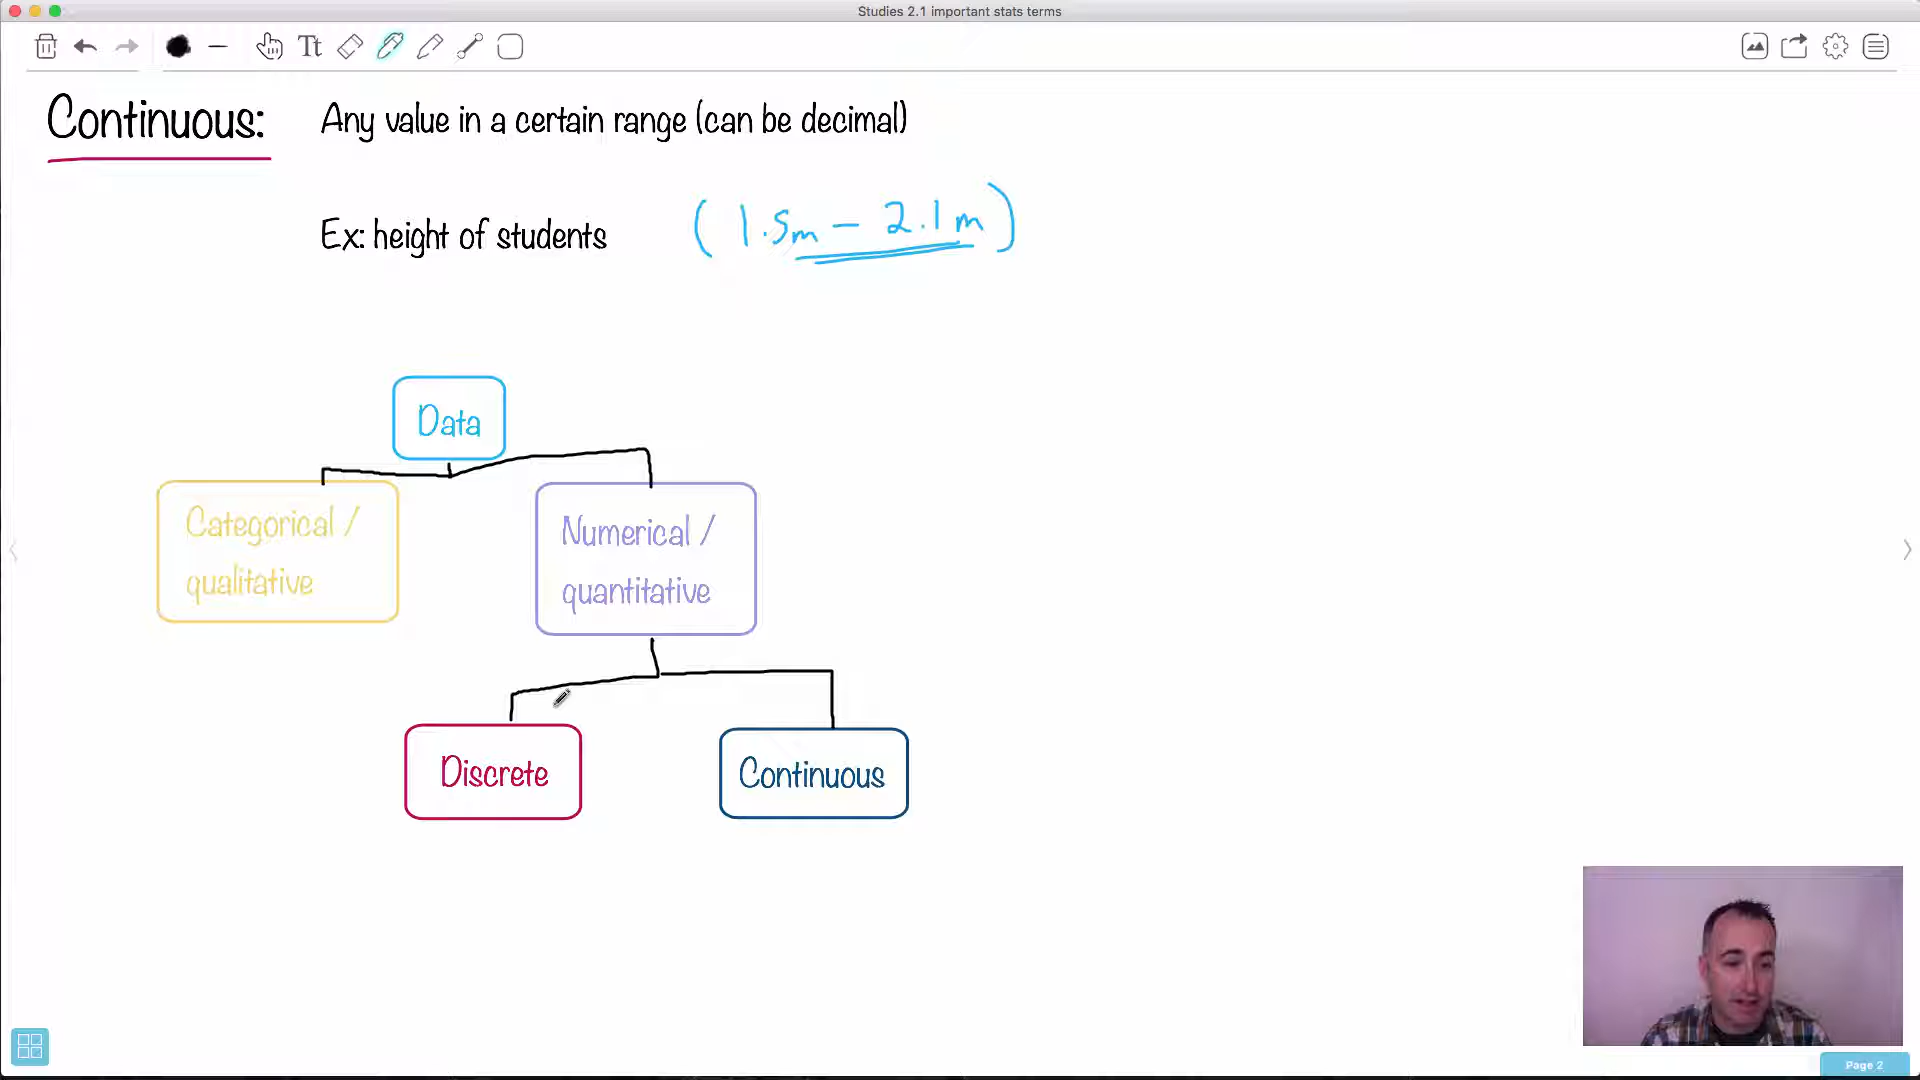 Studies 2.1 important stats terms
Tt
Continuous: Any value in a certain range (can be decimal)
Ex: height of students (1.5m – 2.1m)
Data
Categorical /
qualitative
Numerical /
quantitative
Discrete
Continuous
Page 2